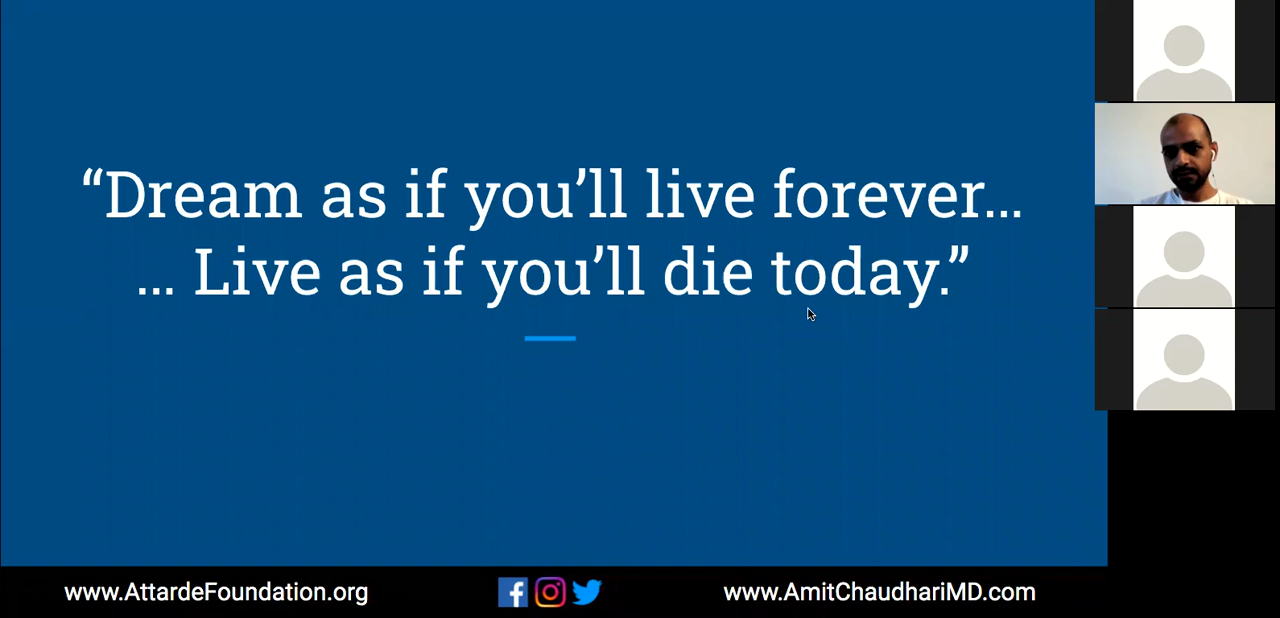 “Dream as if you’ll live forever...
... Live as if you’ll die today.”
www.AttardeFoundation.org
www.AmitChaudhariMD.com